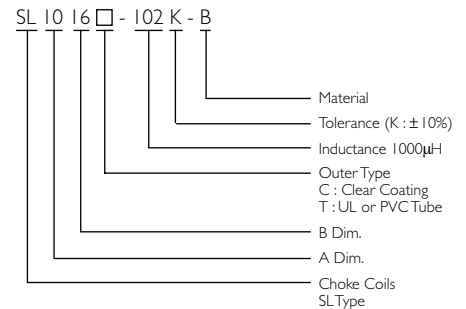 SL 10 16 □ - 102 K - B
Material
Tolerance (K : ± 10%)
Inductance 1000µH
Outer Type
C : Clear Coating
T : UL or PVC Tube
B Dim.
A Dim.
Choke Coils
SL Type